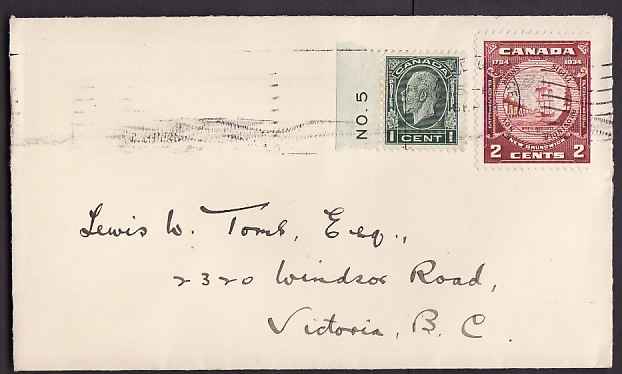 NO. 5
CANADA
1 CENT 1
CANADA
1784 1934
NEW BRUNSWICK
2 CENTS 2
Lewis W. Tomb, Esq.,
2320 Windsor Road,
Victoria, B. C.